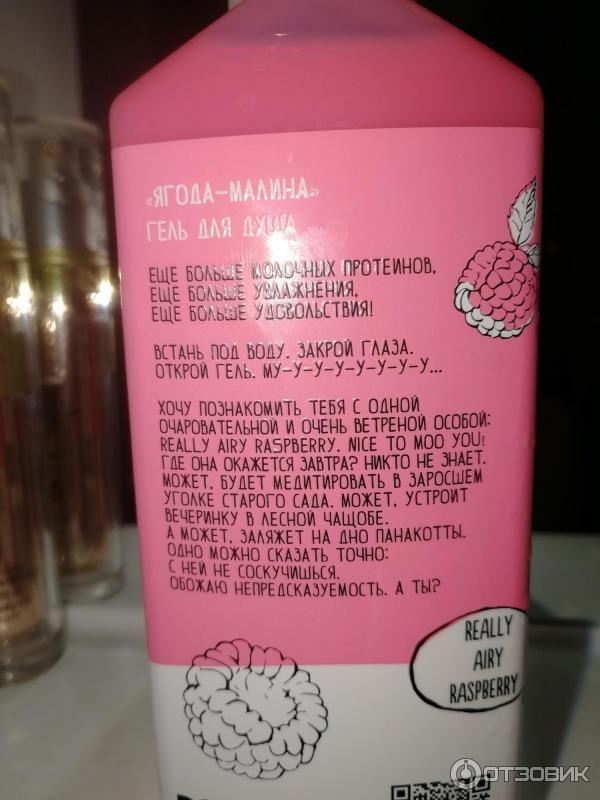 «ЯГОДА-МАЛИНА»
ГЕЛЬ ДЛЯ ДУША
ЕЩЕ БОЛЬШЕ МОЛОЧНЫХ ПРОТЕИНОВ,
ЕЩЕ БОЛЬШЕ УВЛАЖНЕНИЯ,
ЕЩЕ БОЛЬШЕ УДОВОЛЬСТВИЯ!
ВСТАНЬ ПОД ВОДУ. ЗАКРОЙ ГЛАЗА.
ОТКРОЙ ГЕЛЬ. МУ-У-У-У-У-У-У-У...
ХОЧУ ПОЗНАКОМИТЬ ТЕБЯ С ОДНОЙ
ОЧАРОВАТЕЛЬНОЙ И ОЧЕНЬ ВЕТРЕНОЙ ОСОБОЙ:
REALLY AIRY RASPBERRY. NICE TO MOO YOU!
ГДЕ ОНА ОКАЖЕТСЯ ЗАВТРА? НИКТО НЕ ЗНАЕТ.
МОЖЕТ, БУДЕТ МЕДИТИРОВАТЬ В ЗАРОСШЕМ
УГОЛКЕ СТАРОГО САДА. МОЖЕТ, УСТРОИТ
ВЕЧЕРИНКУ В ЛЕСНОЙ ЧАЩОБЕ.
А МОЖЕТ, ЗАЛЯЖЕТ НА ДНО ПАНАКОТТЫ.
ОДНО МОЖНО СКАЗАТЬ ТОЧНО:
С НЕЙ НЕ СОСКУЧИШЬСЯ.
ОБОЖАЮ НЕПРЕДСКАЗУЕМОСТЬ. А ТЫ?
REALLY
AIRY
RASPBERRY
ОТЗОВИК